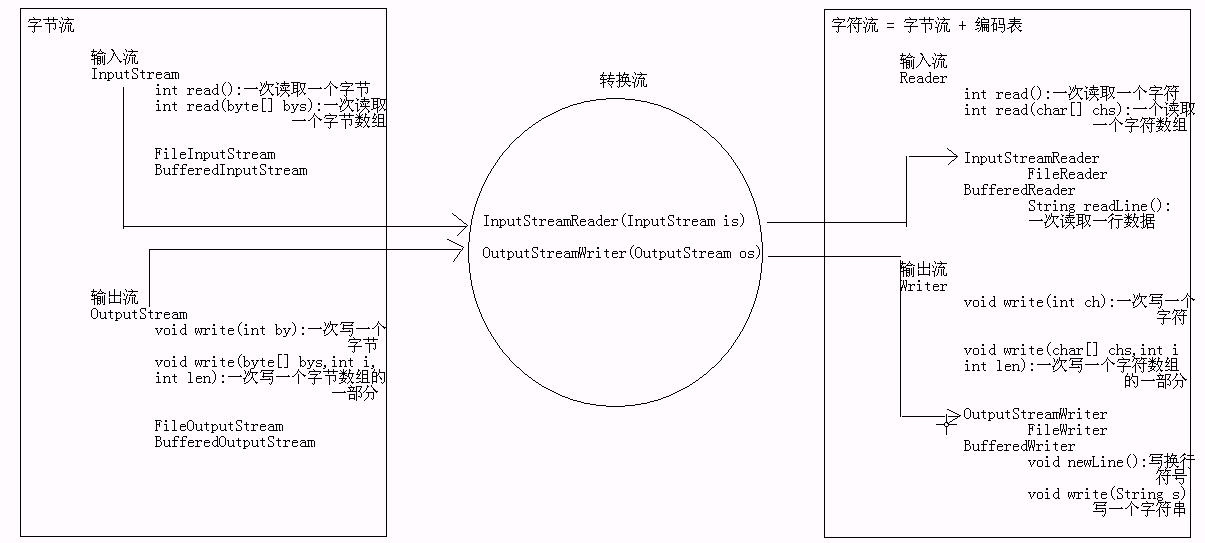 字节流
输入流
InputStream
int read():一次读取一个字节
int read(byte[] bys):一次读取
一个字节数组
FileInputStream
BufferedInputStream
输出流
OutputStream
void write(int by):一次写一个
字节
void write(byte[] bys,int i,
int len):一次写一个字节数组的
一部分
FileOutputStream
BufferedOutputStream
转换流
InputStreamReader(InputStream is)
OutputStreamWriter(OutputStream os)
字符流 = 字节流 + 编码表
输入流
Reader
int read():一次读取一个字符
int read(char[] chs):一个读取
一个字符数组
InputStreamReader
FileReader
BufferedReader
String readLine():
一次读取一行数据
输出流
Writer
void write(int ch):一次写一个
字符
void write(char[] chs,int i
int len):一次写一个字符数组
的一部分
OutputStreamWriter
FileWriter
BufferedWriter
void newLine():写换行
符号
void write(String s)
写一个字符串